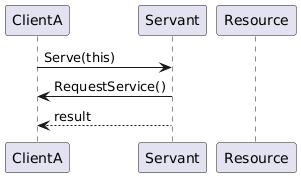 ClientA Servant Resource
Serve(this)
RequestService()
result
ClientA Servant Resource